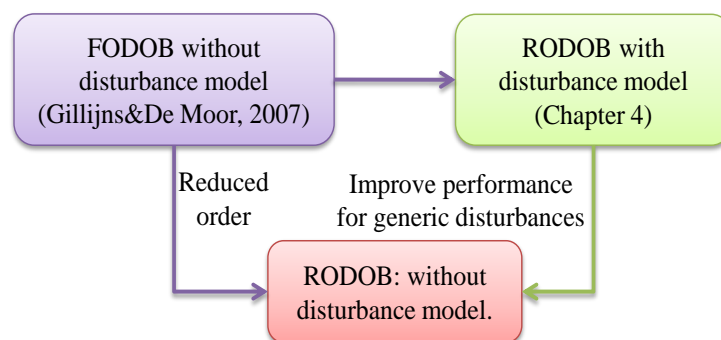 FODOB without
disturbance model
(Gillijns&De Moor, 2007)
RODOB with
disturbance model
(Chapter 4)
Reduced
order
Improve performance
for generic disturbances
RODOB: without
disturbance model.